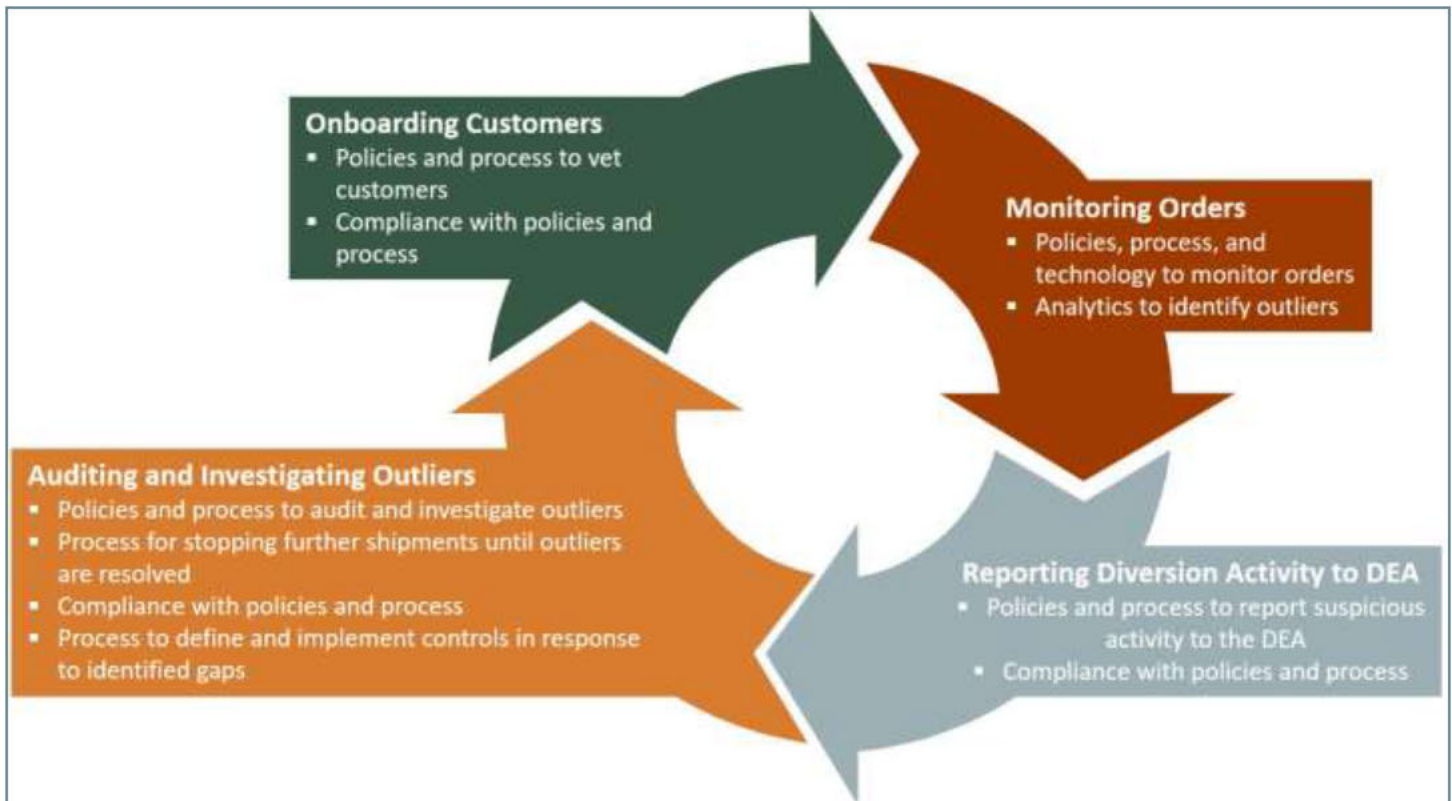 Onboarding Customers
▪ Policies and process to vet
customers
▪ Compliance with policies and
process
Monitoring Orders
▪ Policies, process, and
technology to monitor orders
▪ Analytics to identify outliers
Reporting Diversion Activity to DEA
▪ Policies and process to report suspicious
activity to the DEA
▪ Compliance with policies and process
Auditing and Investigating Outliers
▪ Policies and process to audit and investigate outliers
▪ Process for stopping further shipments until outliers
are resolved
▪ Compliance with policies and process
▪ Process to define and implement controls in response
to identified gaps